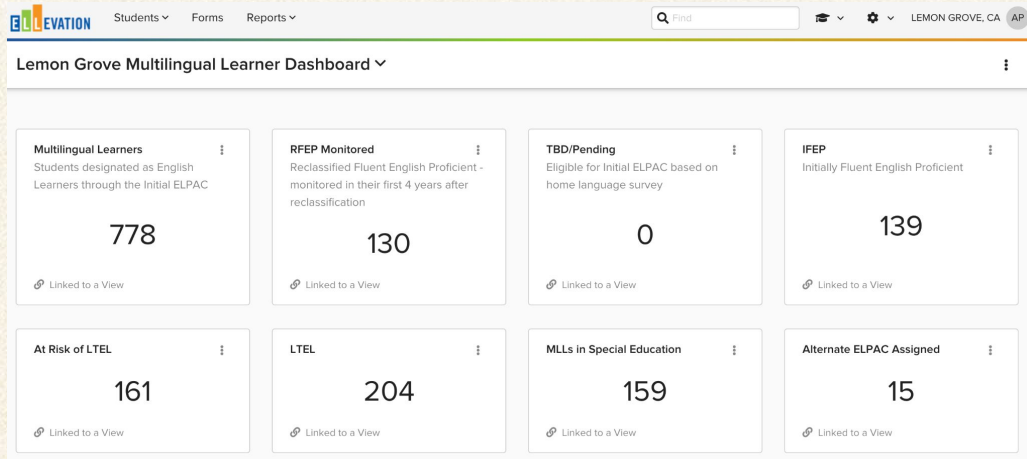 ELLEVATION
Students
Forms
Reports
Find
LEMON GROVE, CA
AP
Lemon Grove Multilingual Learner Dashboard
Multilingual Learners
Students designated as English
Learners through the Initial ELPAC
778
Linked to a View
RFEP Monitored
Reclassified Fluent English Proficient -
monitored in their first 4 years after
reclassification
130
Linked to a View
TBD/Pending
Eligible for Initial ELPAC based on
home language survey
0
Linked to a View
IFEP
Initially Fluent English Proficient
139
Linked to a View
At Risk of LTEL
161
Linked to a View
LTEL
204
Linked to a View
MLLs in Special Education
159
Linked to a View
Alternate ELPAC Assigned
15
Linked to a View